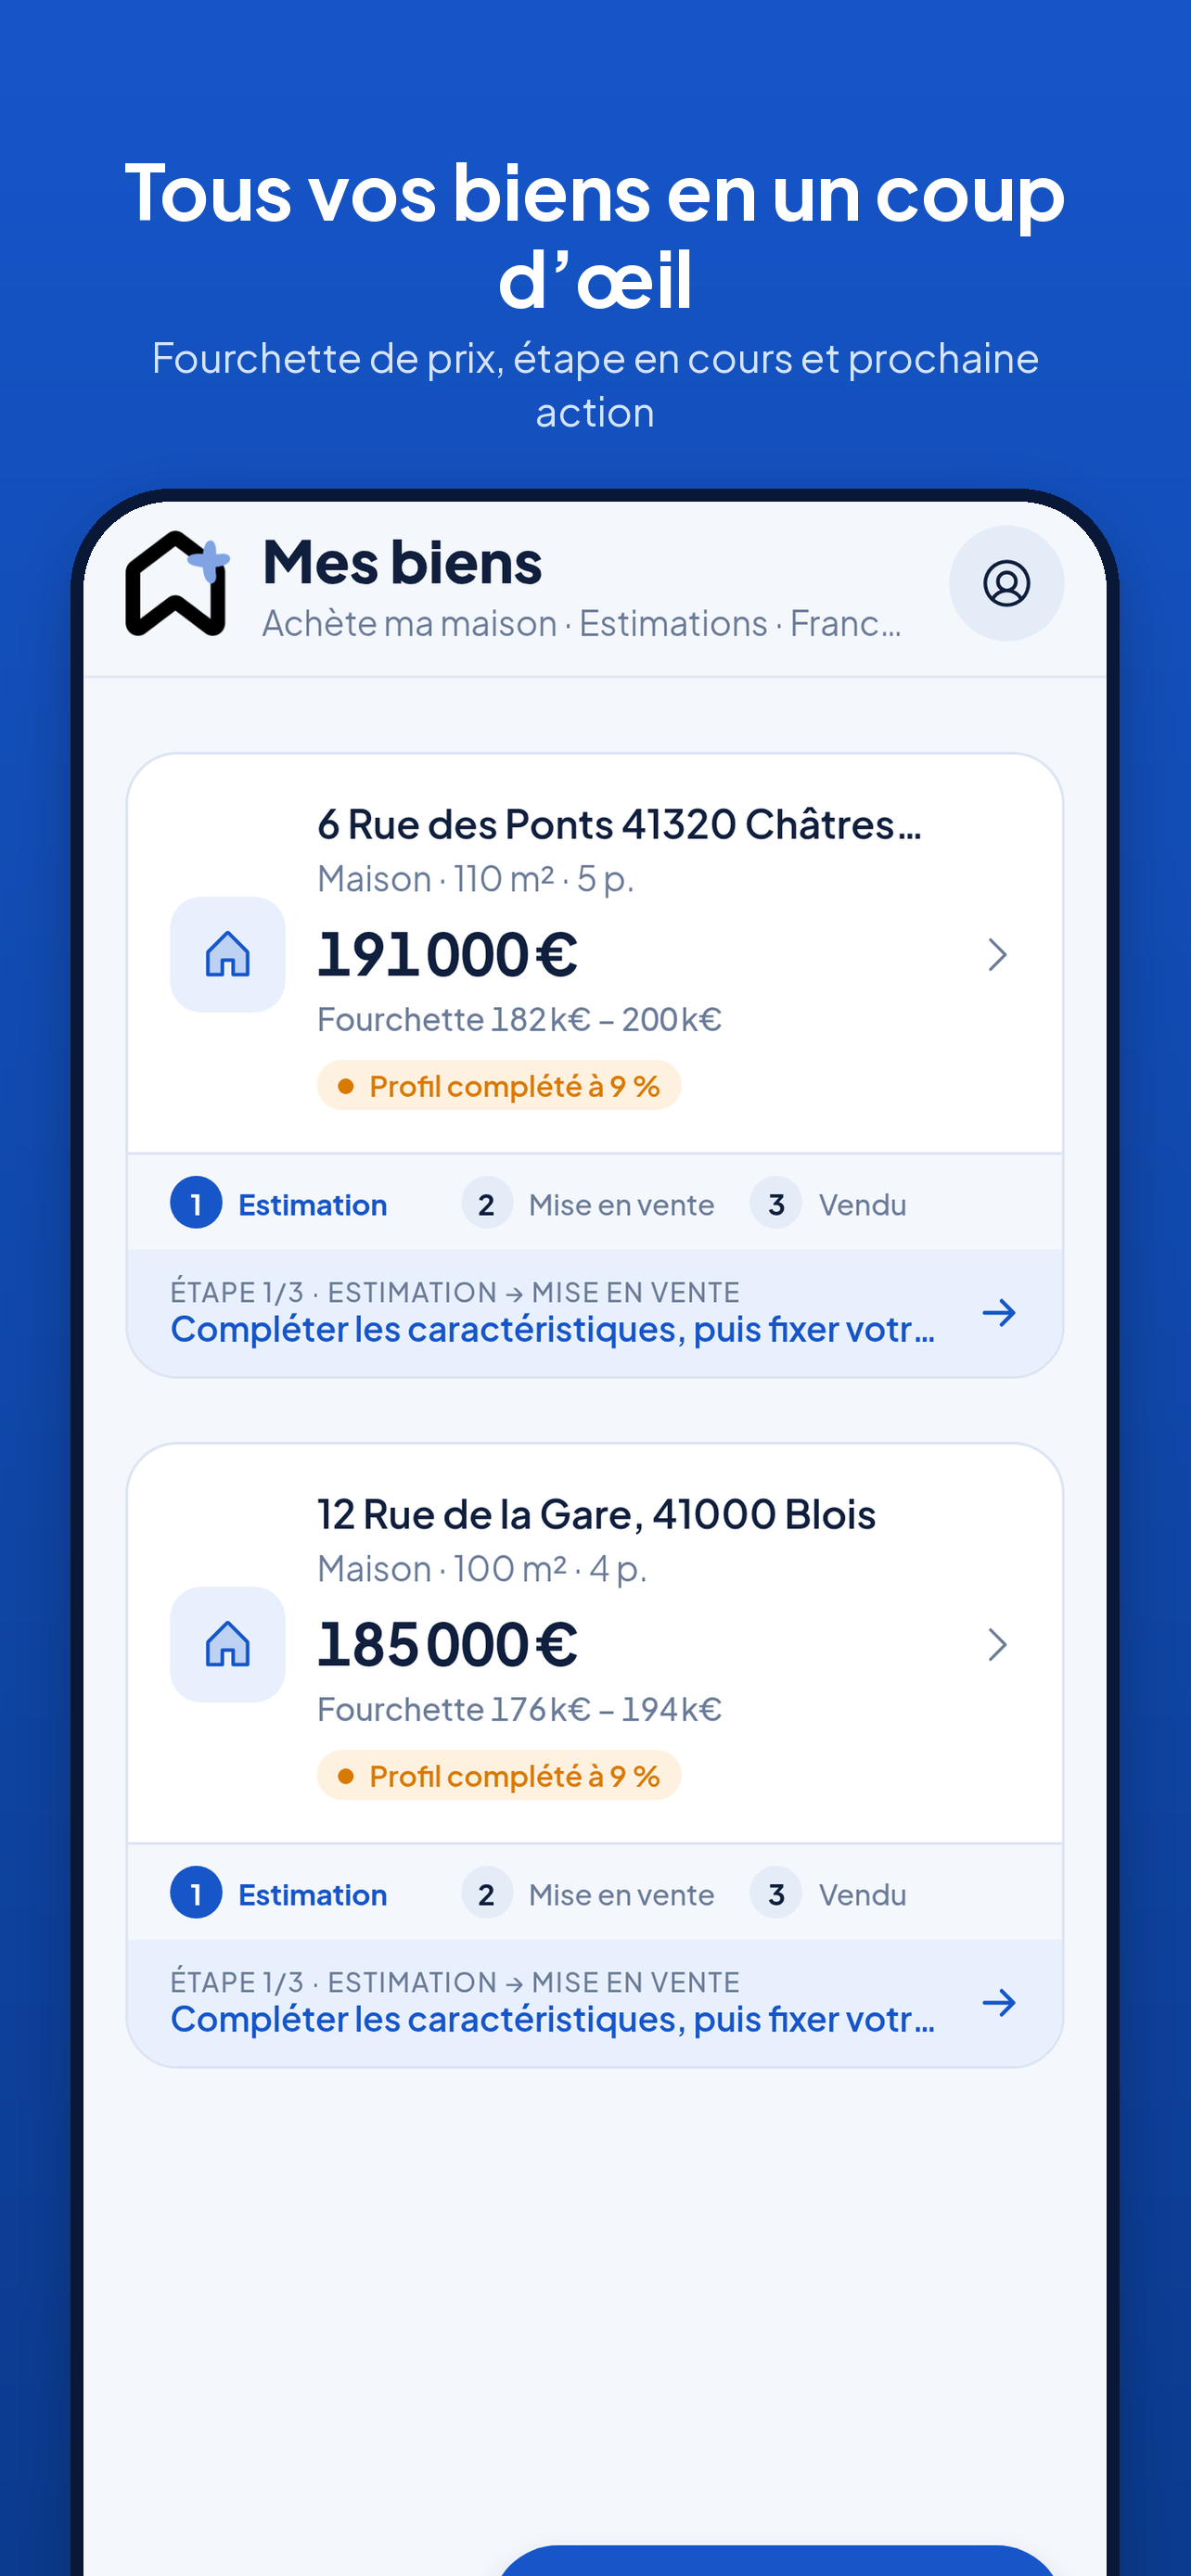 Tous vos biens en un coup
d’œil
Fourchette de prix, étape en cours et prochaine
action
Mes biens
Achète ma maison · Estimations · Franc…
6 Rue des Ponts 41320 Châtres…
Maison · 110 m² · 5 p.
191 000 €
Fourchette 182 k€ – 200 k€
Profil complété à 9 %
1 Estimation 2 Mise en vente 3 Vendu
ÉTAPE 1/3 · ESTIMATION → MISE EN VENTE
Compléter les caractéristiques, puis fixer votr…
12 Rue de la Gare, 41000 Blois
Maison · 100 m² · 4 p.
185 000 €
Fourchette 176 k€ – 194 k€
Profil complété à 9 %
1 Estimation 2 Mise en vente 3 Vendu
ÉTAPE 1/3 · ESTIMATION → MISE EN VENTE
Compléter les caractéristiques, puis fixer votr…